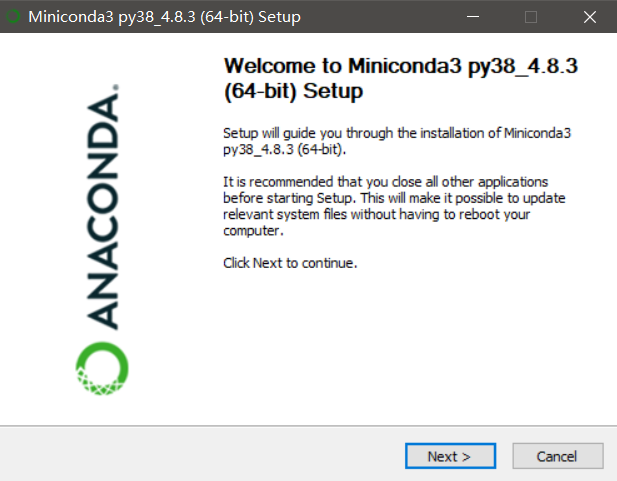 Miniconda3 py38_4.8.3 (64-bit) Setup
Welcome to Miniconda3 py38_4.8.3
(64-bit) Setup
Setup will guide you through the installation of Miniconda3
py38_4.8.3 (64-bit).
It is recommended that you close all other applications
before starting Setup. This will make it possible to update
relevant system files without having to reboot your
computer.
Click Next to continue.
ANACONDA.
Next >
Cancel